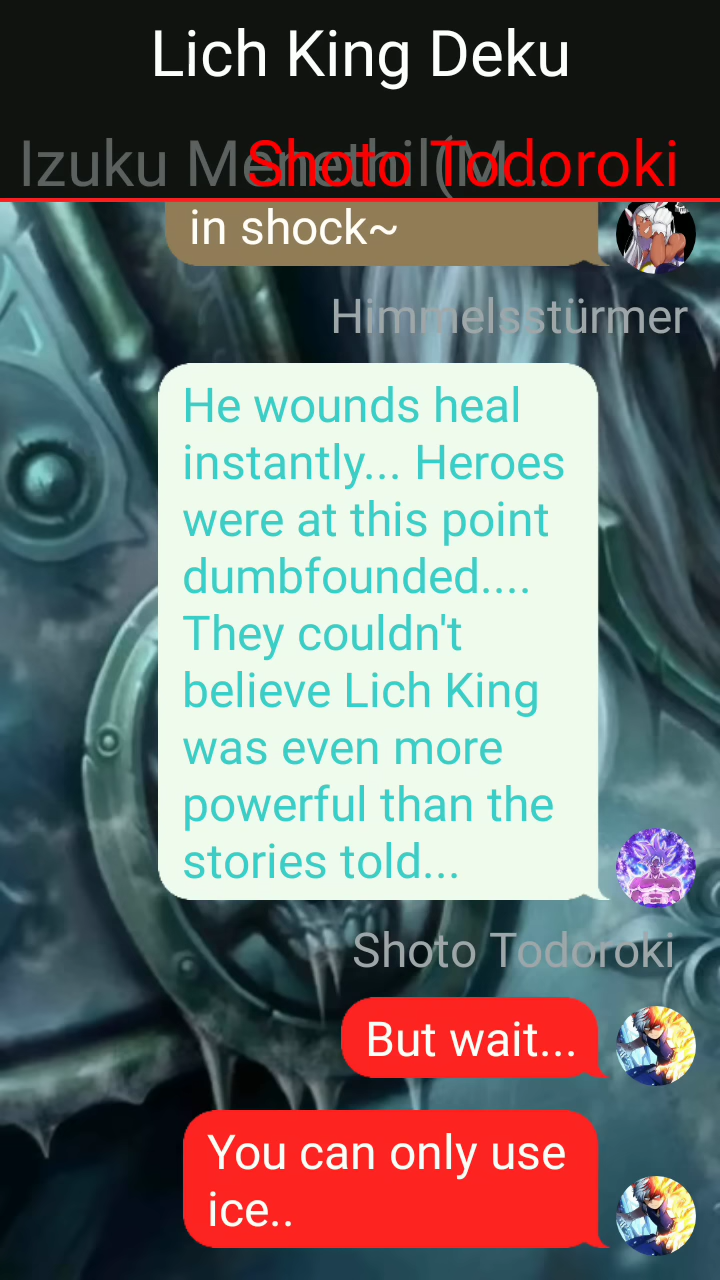 Lich King Deku
Izuku Menethil(M...
Shoto Todoroki
in shock~
Himmelsstürmer
He wounds heal
instantly... Heroes
were at this point
dumbfounded....
They couldn't
believe Lich King
was even more
powerful than the
stories told...
Shoto Todoroki
But wait...
You can only use
ice..